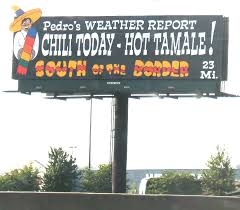 Pedro's WEATHER REPORT
CHILI TODAY - HOT TAMALE!
SOUTH OF THE BORDER 23
Mi.